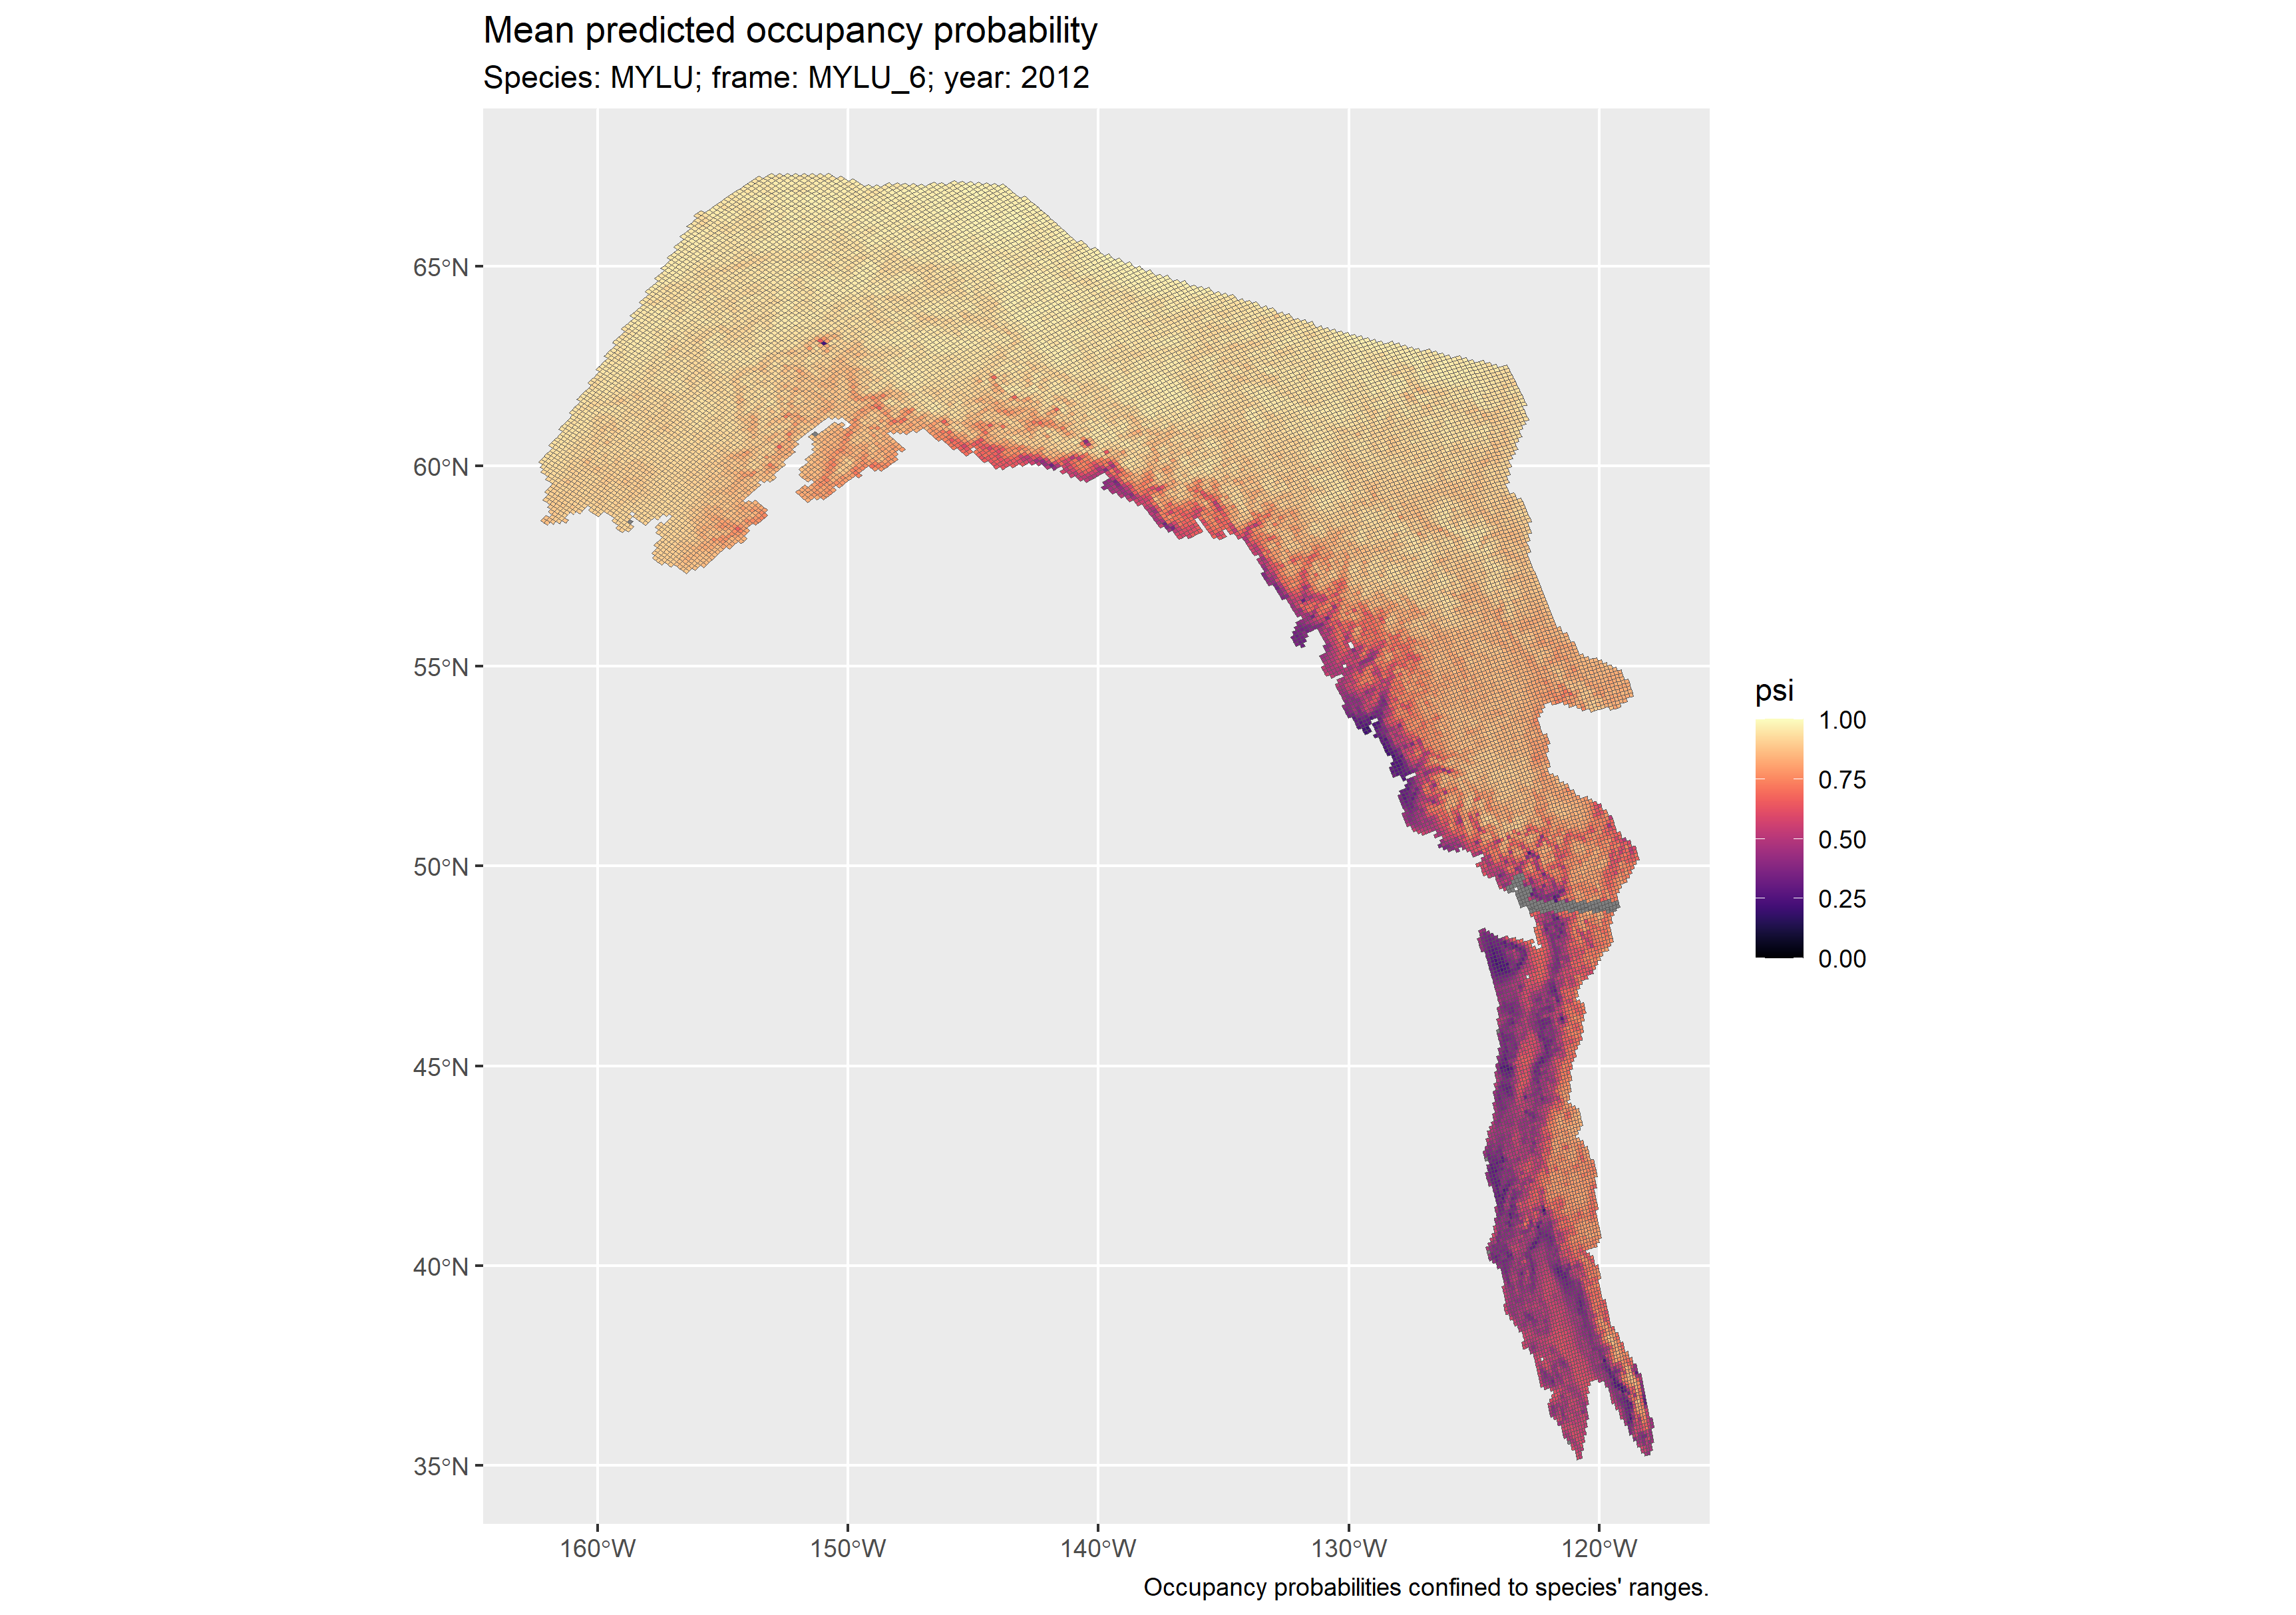 Mean predicted occupancy probability
Species: MYLU; frame: MYLU_6; year: 2012
65°N
60°N
55°N
50°N
45°N
40°N
35°N
160°W
150°W
140°W
130°W
120°W
psi
1.00
0.75
0.50
0.25
0.00
Occupancy probabilities confined to species' ranges.